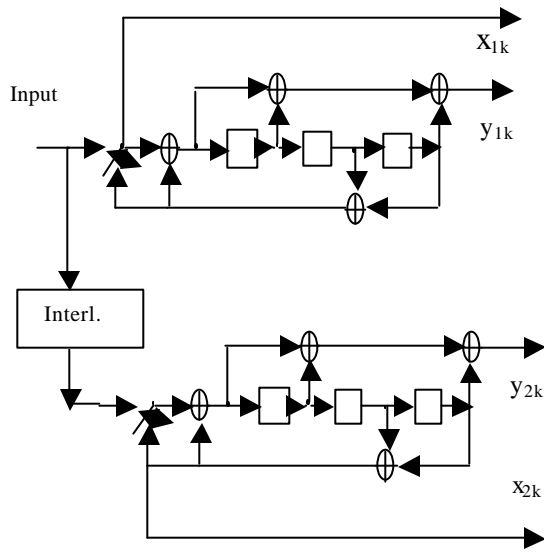 x1k
Input
y1k
Interl.
y2k
x2k